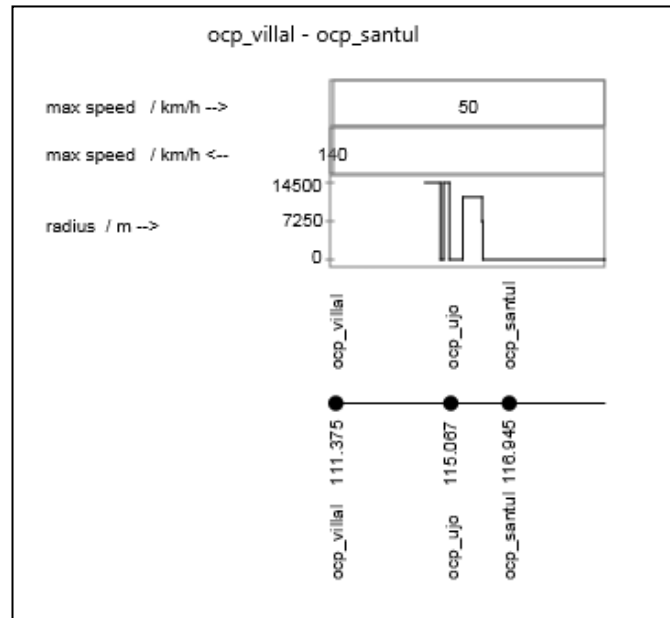 ocp_villal - ocp_santul
max speed / km/h -->
50
max speed / km/h <--
140
radius / m -->
14500
7250
0
ocp_villal
ocp_ujo
ocp_santul
111.375
115.067
116.945
ocp_villal
ocp_ujo
ocp_santul